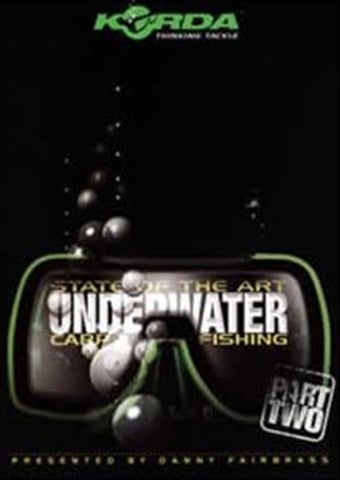 KORDA
THINKING TACKLE
STATE OF THE ART
UNDERWATER
CARP FISHING
PART
TWO
PRESENTED BY DANNY FAIRBRASS